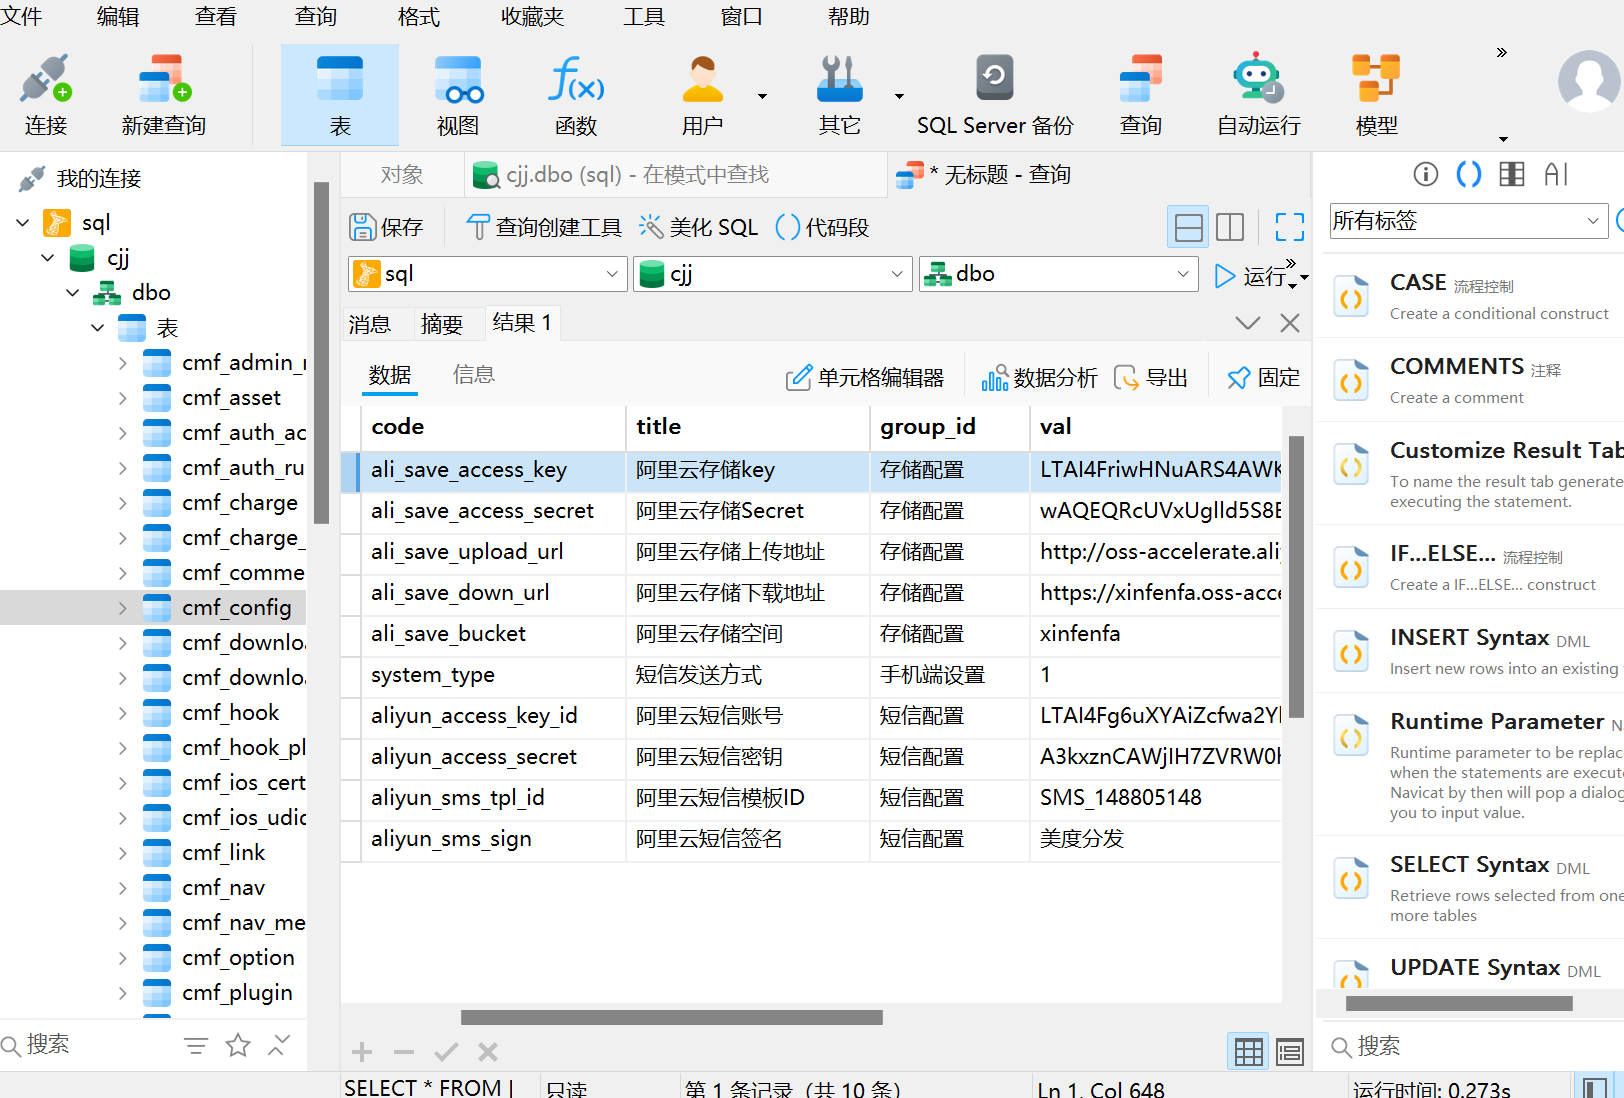 文件 编辑 查看 查询 格式 收藏夹 工具 窗口 帮助
连接 新建查询 表 视图 函数 用户 其它 SQL Server 备份 查询 自动运行 模型
我的连接
sql
cjj
dbo
表
cmf_admin_
cmf_asset
cmf_auth_ac
cmf_auth_ru
cmf_charge
cmf_charge_
cmf_comme
cmf_config
cmf_downlo
cmf_downlo
cmf_hook
cmf_hook_pl
cmf_ios_cert
cmf_ios_udid
cmf_link
cmf_nav
cmf_nav_me
cmf_option
cmf_plugin
搜索
对象 cjj.dbo (sql) - 在模式中查找 * 无标题 - 查询
保存 查询创建工具 美化 SQL 代码段
sql cjj dbo 运行
消息 摘要 结果 1
数据 信息 单元格编辑器 数据分析 导出 固定
code title group_id val
ali_save_access_key 阿里云存储key 存储配置 LTAI4FriwHNuARS4AWK
ali_save_access_secret 阿里云存储Secret 存储配置
ali_save_upload_url 阿里云存储上传地址 存储配置 http://oss-accelerate.ali
ali_save_down_url 阿里云存储下载地址 存储配置 https://xinfenfa.oss-acce
ali_save_bucket 阿里云存储空间 存储配置 xinfenfa
system_type 短信发送方式 手机端设置 1
aliyun_access_key_id 阿里云短信账号 短信配置 LTAI4Fg6uXYAiZcfwa2Y
aliyun_access_secret 阿里云短信密钥 短信配置
aliyun_sms_tpl_id 阿里云短信模板ID 短信配置 SMS_148805148
aliyun_sms_sign 阿里云短信签名 短信配置 美度分发
SELECT * FROM 只读 第 1 条记录 (共 10 条) Ln 1, Col 648 运行时间: 0.273s
AI
所有标签
CASE 流程控制
Create a conditional construct
COMMENTS 注释
Create a comment
Customize Result Tab
To name the result tab generate
executing the statement.
IF...ELSE... 流程控制
Create a IF...ELSE... construct
INSERT Syntax DML
Insert new rows into an existing
Runtime Parameter
Runtime parameter to be replac
when the statements are execut
Navicat by then will pop a dialog
you to input value.
SELECT Syntax DML
Retrieve rows selected from one
more tables
UPDATE Syntax DML
搜索